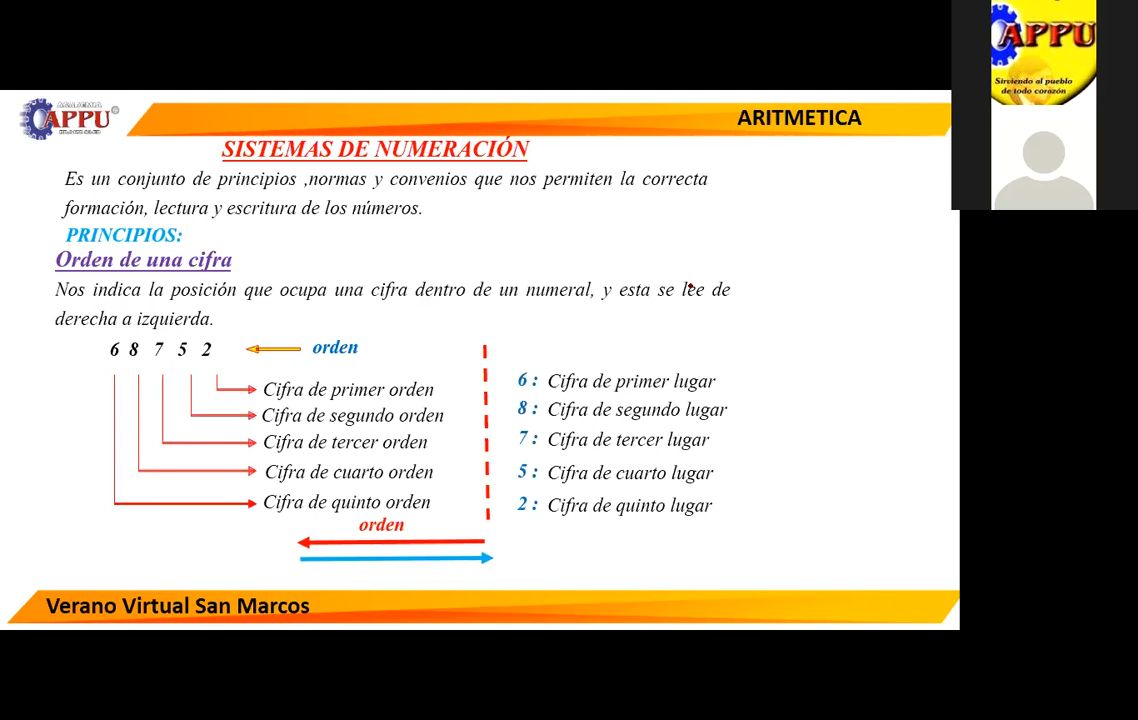 APPU
Sirviendo al pueblo
de todo corazón
ACADEMIA
APPU®
ARITMETICA
SISTEMAS DE NUMERACIÓN
Es un conjunto de principios ,normas y convenios que nos permiten la correcta
formación, lectura y escritura de los números.
PRINCIPIOS:
Orden de una cifra
Nos indica la posición que ocupa una cifra dentro de un numeral, y esta se lee de
derecha a izquierda.
6 8 7 5 2 orden
Cifra de primer orden
Cifra de segundo orden
Cifra de tercer orden
Cifra de cuarto orden
Cifra de quinto orden
orden
6 : Cifra de primer lugar
8 : Cifra de segundo lugar
7 : Cifra de tercer lugar
5 : Cifra de cuarto lugar
2 : Cifra de quinto lugar
Verano Virtual San Marcos